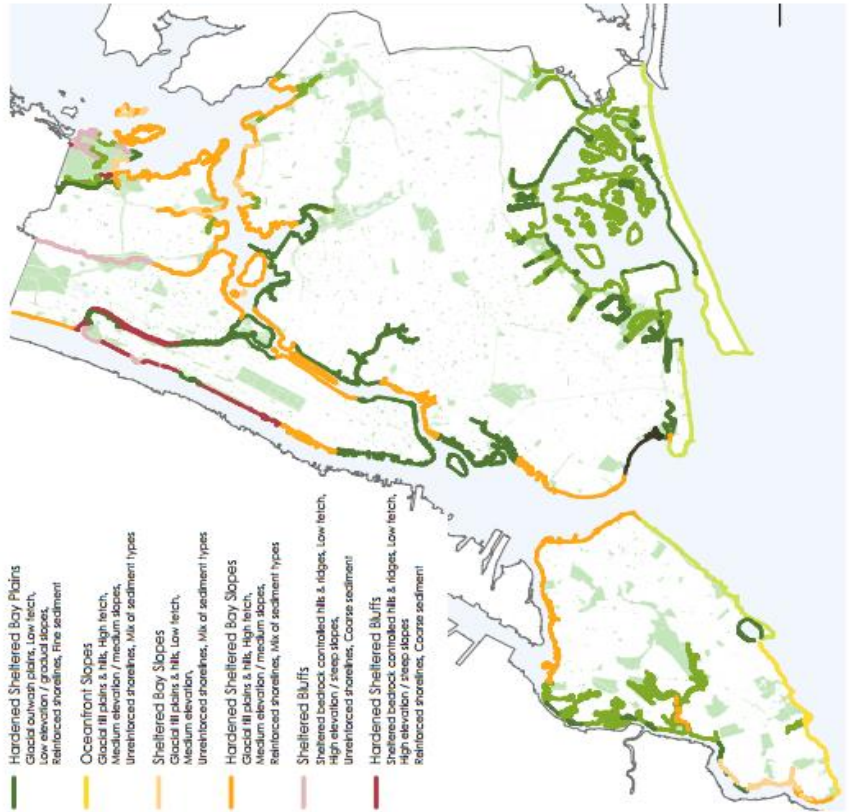 Hardened Sheltered Bay Plains
Glacial outwash plains, Low fetch,
Low elevation / gradual slopes,
Reinforced shorelines, Fine sediment
Oceanfront Slopes
Glacial till plains & hills, High fetch,
Medium elevation / medium slopes,
Unreinforced shorelines, Mix of sediment types
Sheltered Bay Slopes
Glacial till plains & hills, Low fetch,
Medium elevation,
Unreinforced shorelines, Mix of sediment types
Hardened Sheltered Bay Slopes
Glacial till plains & hills, High fetch,
Medium elevation / medium slopes,
Reinforced shorelines, Mix of sediment types
Sheltered Bluffs
Sheltered bedrock controlled hills & ridges, Low fetch,
High elevation / steep slopes,
Unreinforced shorelines, Coarse sediment
Hardened Sheltered Bluffs
Sheltered bedrock controlled hills & ridges, Low fetch,
High elevation / steep slopes
Reinforced shorelines, Coarse sediment